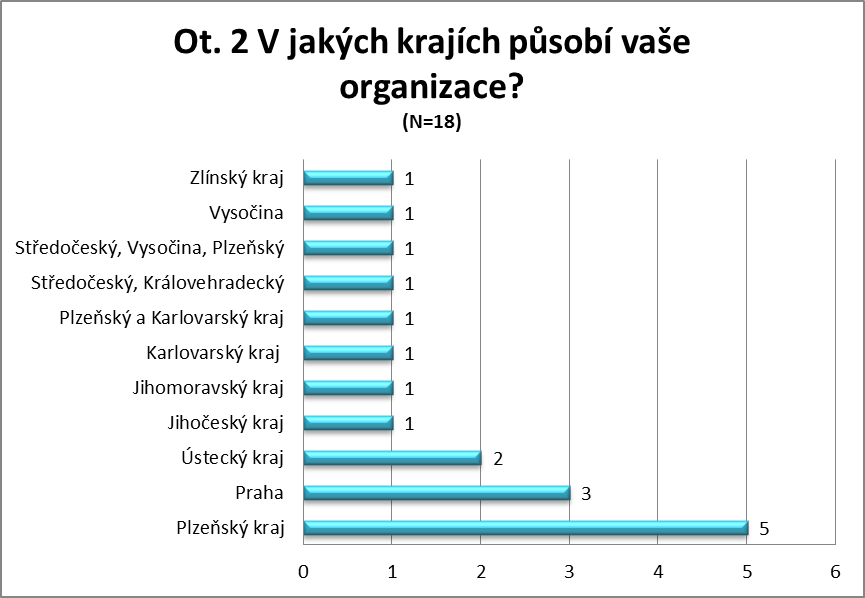 Ot. 2 V jakých krajích působí vaše
organizace?
(N=18)
Zlínský kraj 1
Vysočina 1
Středočeský, Vysočina, Plzeňský 1
Středočeský, Královehradecký 1
Plzeňský a Karlovarský kraj 1
Karlovarský kraj 1
Jihomoravský kraj 1
Jihočeský kraj 1
Ústecký kraj 2
Praha 3
Plzeňský kraj 5
0 1 2 3 4 5 6